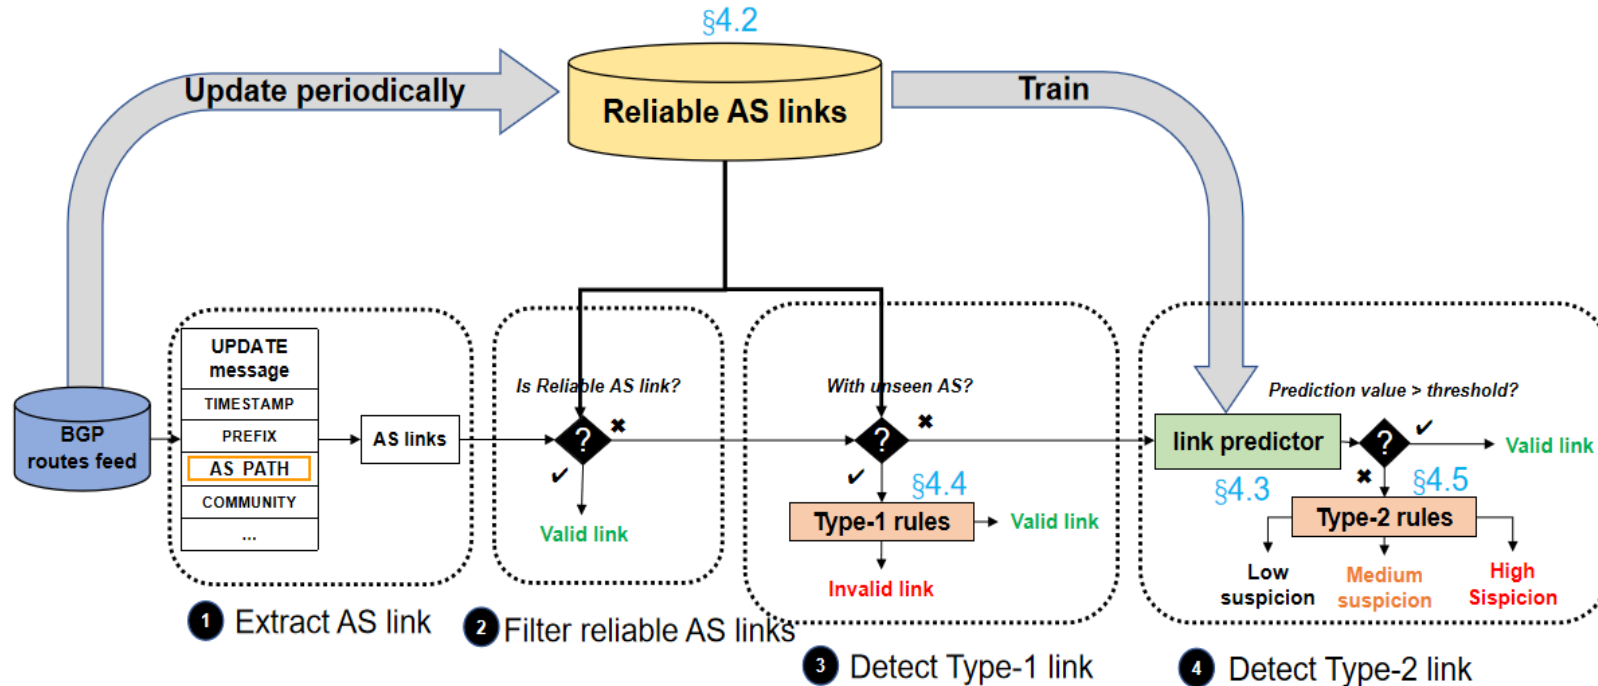 §4.2
Update periodically
Reliable AS links
Train
BGP
routes feed
UPDATE
message
TIMESTAMP
PREFIX
AS PATH
COMMUNITY
...
AS links
1 Extract AS link
Is Reliable AS link?
?
✖
✔
Valid link
2 Filter reliable AS links
With unseen AS?
?
✖
✔
§4.4
Type-1 rules
Valid link
Invalid link
3 Detect Type-1 link
Prediction value > threshold?
link predictor
§4.3
?
✔
Valid link
✖
§4.5
Type-2 rules
Low
suspicion
Medium
suspicion
High
Sispicion
4 Detect Type-2 link